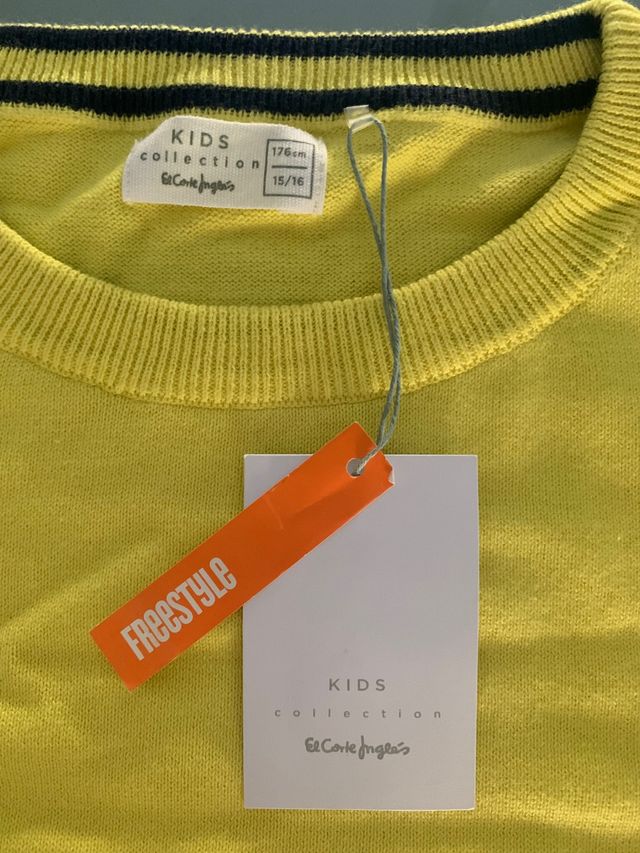 KIDS
collection
El Corte Inglés
176cm
15/16
FREESTYLE
KIDS
collection
El Corte Inglés